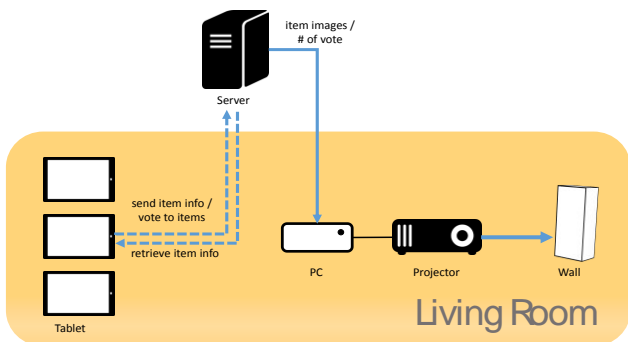 item images /
# of vote
Server
send item info /
vote to items
retrieve item info
PC
Projector
Wall
Tablet
Living Room